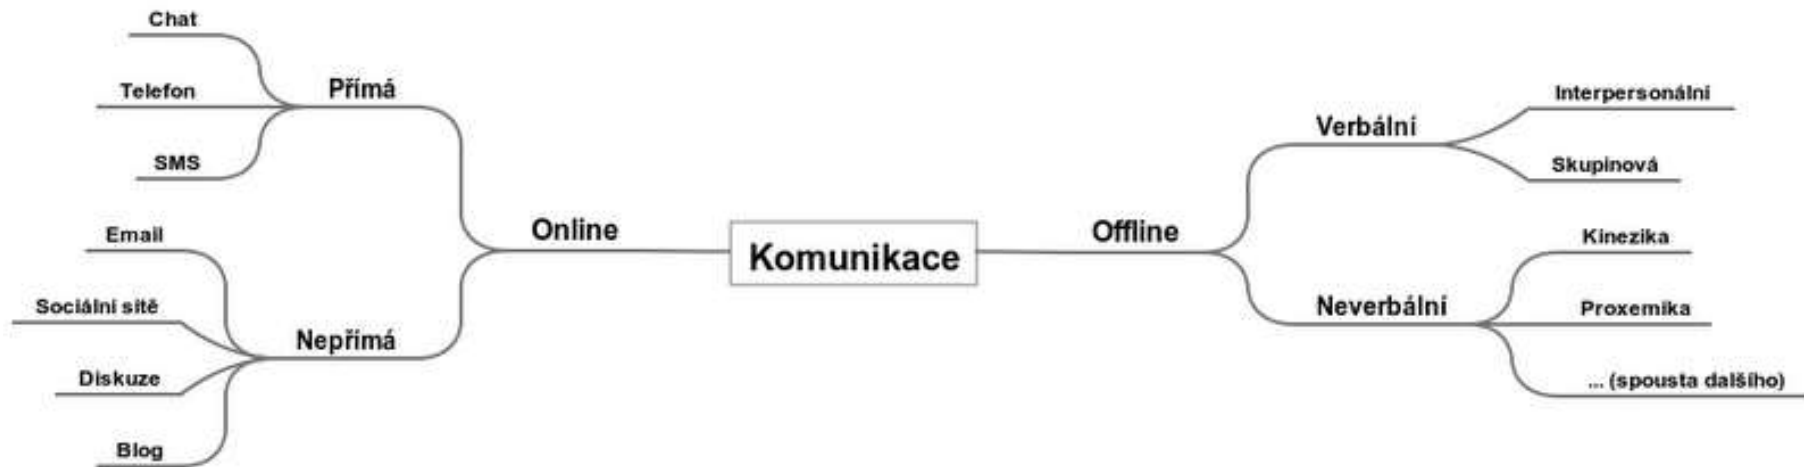 Komunikace
Online
Přímá
Chat
Telefon
SMS
Nepřímá
Email
Sociální sítě
Diskuze
Blog
Offline
Verbální
Interpersonální
Skupinová
Neverbální
Kinezika
Proxemika
... (spousta dalšího)